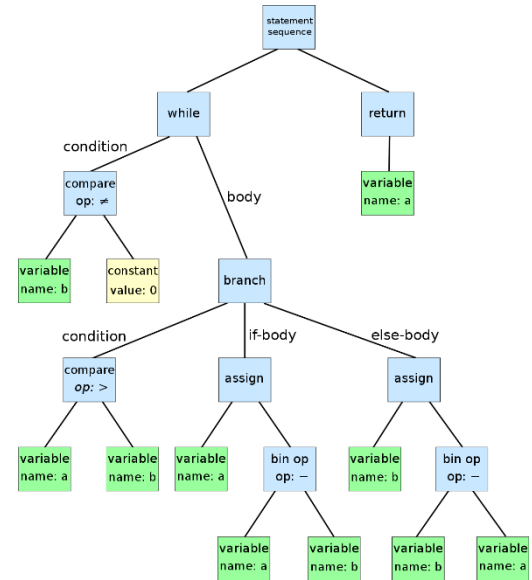 statement
sequence
while
return
condition
compare
op: ≠
body
variable
name: a
variable
name: b
constant
value: 0
branch
condition
if-body
else-body
compare
op: >
assign
assign
variable
name: a
variable
name: b
variable
name: a
bin op
op: −
variable
name: b
bin op
op: −
variable
name: a
variable
name: b
variable
name: b
variable
name: a